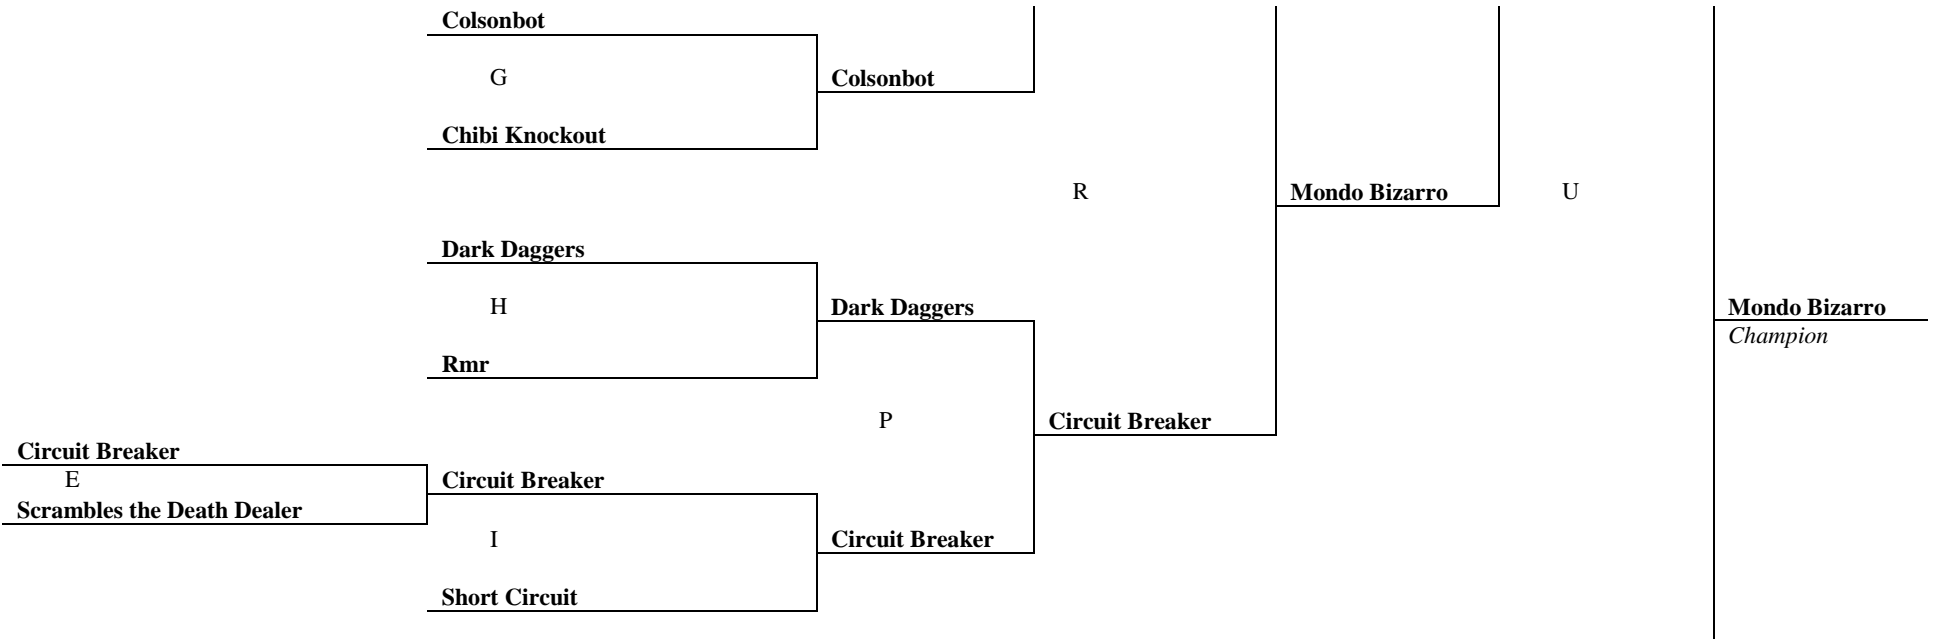 Colsonbot
G
Colsonbot
Chibi Knockout
R
Mondo Bizarro
U
Dark Daggers
H
Dark Daggers
Mondo Bizarro
Champion
Rmr
P
Circuit Breaker
Circuit Breaker
E
Circuit Breaker
Scrambles the Death Dealer
I
Circuit Breaker
Short Circuit